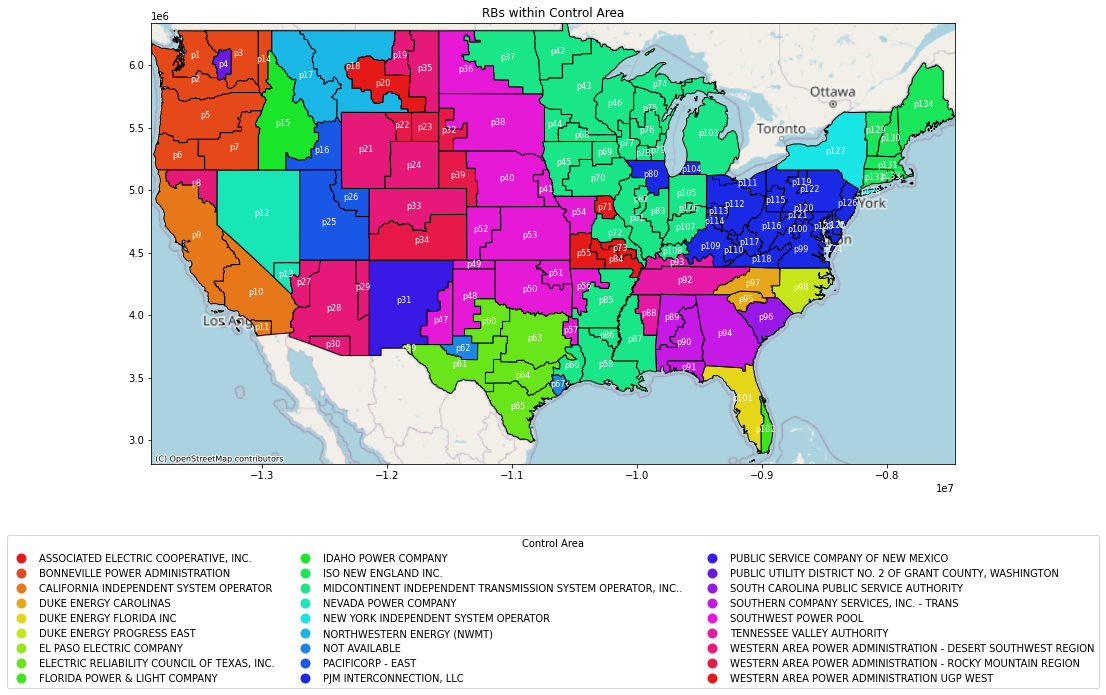 RBs within Control Area
1e6
6.0
5.5
5.0
4.5
4.0
3.5
3.0
p1
p3
p14
p4
p2
p5
p6
p7
p8
p9
p10
p11
p12
p13
p15
p16
p17
p18
p19
p20
p21
p22
p23
p24
p25
p26
p27
p28
p29
p30
p31
p32
p33
p34
p35
p36
p37
p38
p39
p40
p41
p42
p43
p44
p45
p46
p47
p48
p49
p50
p51
p52
p53
p54
p55
p56
p57
p58
p60
p61
p62
p63
p64
p65
p66
p67
p68
p69
p70
p71
p72
p73
p74
p75
p76
p77
p79
p80
p83
p84
p85
p86
p87
p88
p89
p90
p91
p92
p93
p94
p95
p96
p97
p98
p99
p100
p101
p102
p103
p104
p105
p107
p108
p109
p110
p111
p112
p113
p114
p115
p116
p117
p118
p119
p120
p121
p122
p126
p127
p129
p130
p131
p132
p134
Ottawa
Toronto
York
Los Ang
(C) OpenStreetMap contributors
−1.3
−1.2
−1.1
−1.0
−0.9
−0.8
1e7
Control Area
ASSOCIATED ELECTRIC COOPERATIVE, INC.
BONNEVILLE POWER ADMINISTRATION
CALIFORNIA INDEPENDENT SYSTEM OPERATOR
DUKE ENERGY CAROLINAS
DUKE ENERGY FLORIDA INC
DUKE ENERGY PROGRESS EAST
EL PASO ELECTRIC COMPANY
ELECTRIC RELIABILITY COUNCIL OF TEXAS, INC.
FLORIDA POWER & LIGHT COMPANY
IDAHO POWER COMPANY
ISO NEW ENGLAND INC.
MIDCONTINENT INDEPENDENT TRANSMISSION SYSTEM OPERATOR, INC..
NEVADA POWER COMPANY
NEW YORK INDEPENDENT SYSTEM OPERATOR
NORTHWESTERN ENERGY (NWMT)
NOT AVAILABLE
PACIFICORP - EAST
PJM INTERCONNECTION, LLC
PUBLIC SERVICE COMPANY OF NEW MEXICO
PUBLIC UTILITY DISTRICT NO. 2 OF GRANT COUNTY, WASHINGTON
SOUTH CAROLINA PUBLIC SERVICE AUTHORITY
SOUTHERN COMPANY SERVICES, INC. - TRANS
SOUTHWEST POWER POOL
TENNESSEE VALLEY AUTHORITY
WESTERN AREA POWER ADMINISTRATION - DESERT SOUTHWEST REGION
WESTERN AREA POWER ADMINISTRATION - ROCKY MOUNTAIN REGION
WESTERN AREA POWER ADMINISTRATION UGP WEST